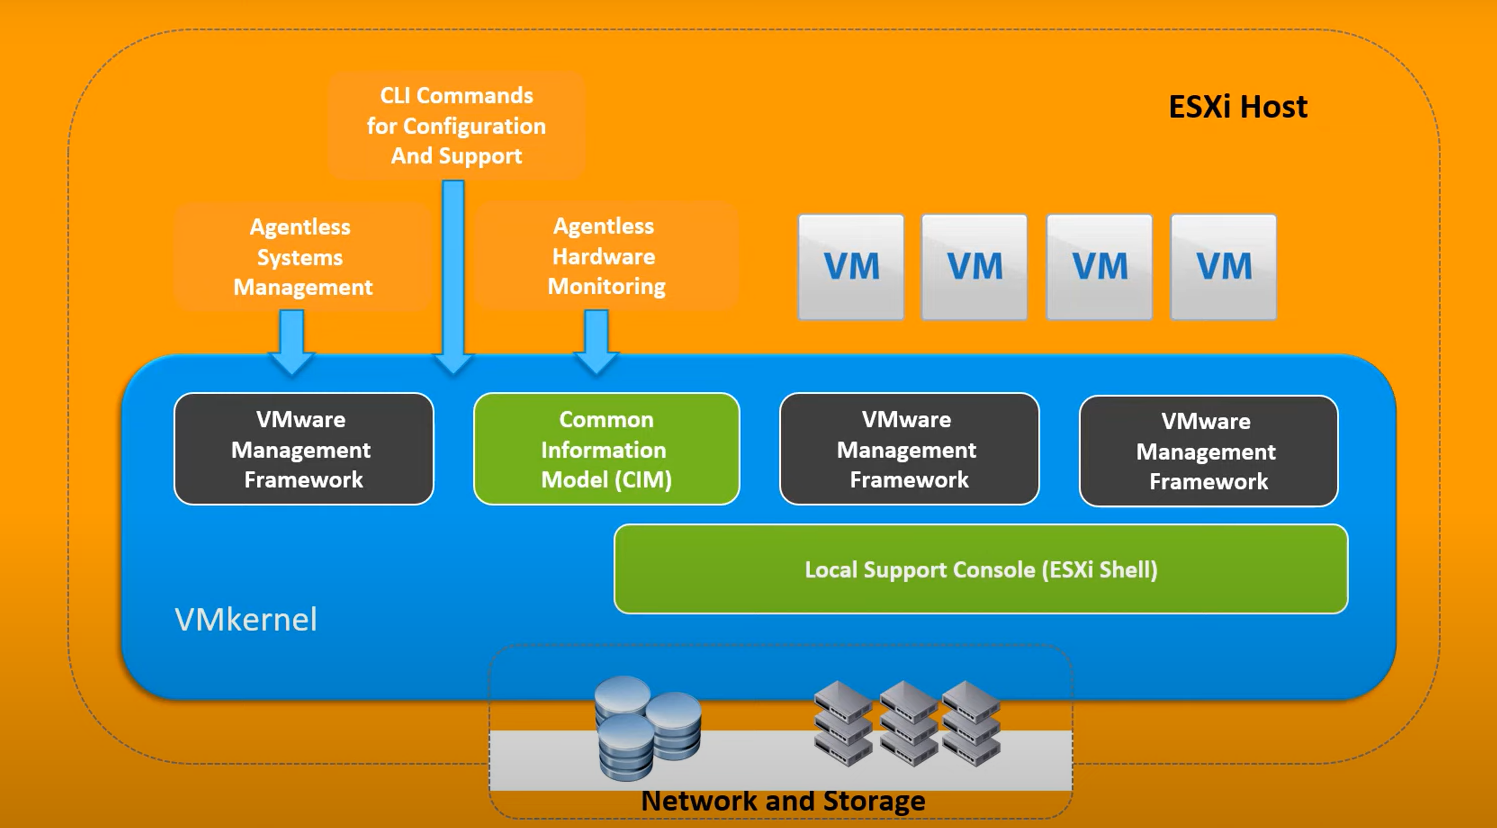 CLI Commands
for Configuration
And Support
ESXi Host
Agentless
Systems
Management
Agentless
Hardware
Monitoring
VM
VM
VM
VM
VMware
Management
Framework
Common
Information
Model (CIM)
VMware
Management
Framework
VMware
Management
Framework
Local Support Console (ESXi Shell)
VMkernel
Network and Storage